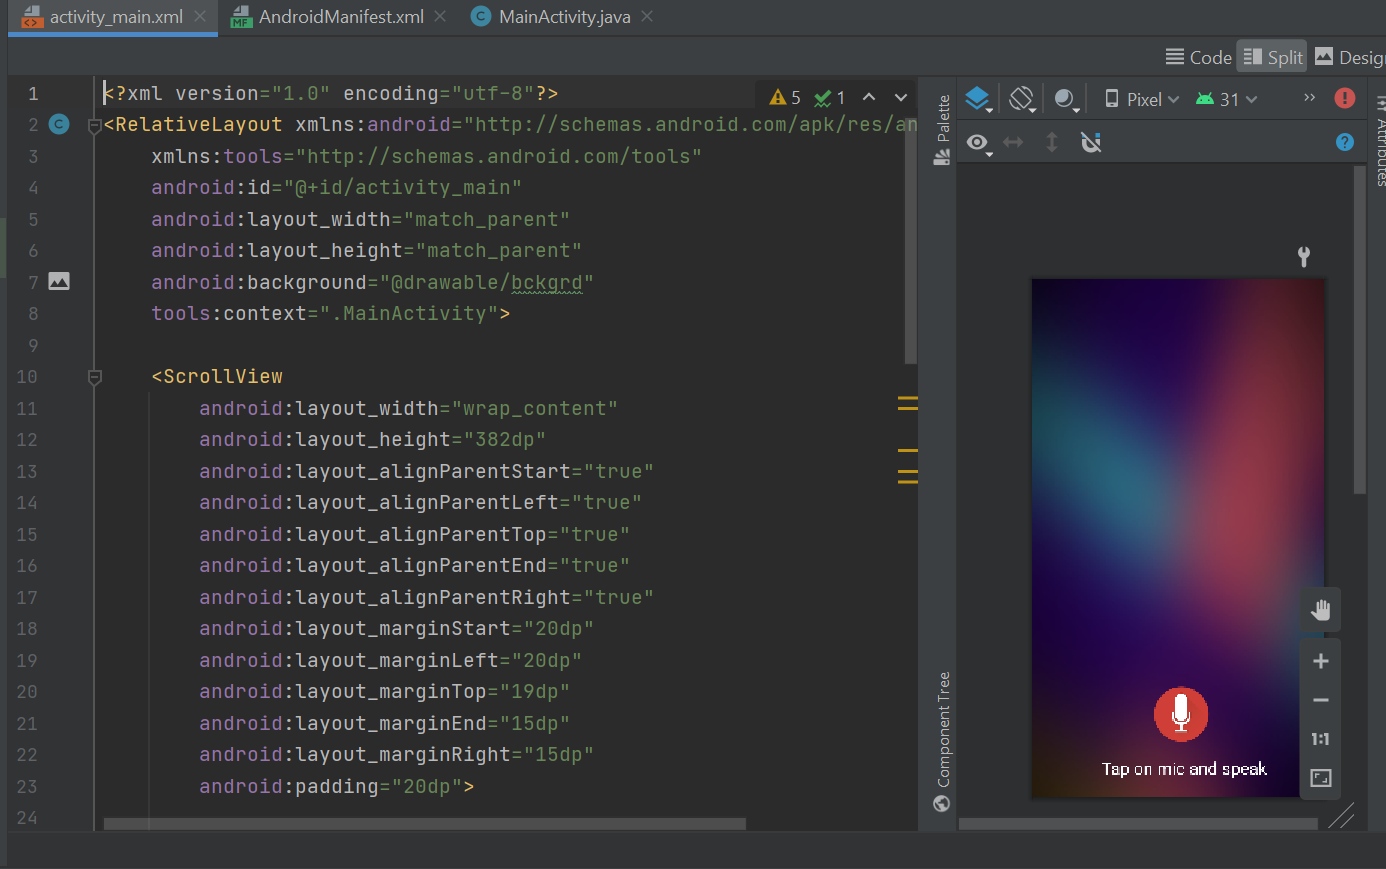 activity_main.xml AndroidManifest.xml MainActivity.java
Code Split Design
1 <?xml version="1.0" encoding="utf-8"?> 5 1
2 <RelativeLayout xmlns:android="http://schemas.android.com/apk/res/an
3 xmlns:tools="http://schemas.android.com/tools"
4 android:id="@+id/activity_main"
5 android:layout_width="match_parent"
6 android:layout_height="match_parent"
7 android:background="@drawable/bckgrd"
8 tools:context=".MainActivity">
9
10 <ScrollView
11 android:layout_width="wrap_content"
12 android:layout_height="382dp"
13 android:layout_alignParentStart="true"
14 android:layout_alignParentLeft="true"
15 android:layout_alignParentTop="true"
16 android:layout_alignParentEnd="true"
17 android:layout_alignParentRight="true"
18 android:layout_marginStart="20dp"
19 android:layout_marginLeft="20dp"
20 android:layout_marginTop="19dp"
21 android:layout_marginEnd="15dp"
22 android:layout_marginRight="15dp"
23 android:padding="20dp">
24
Palette
Component Tree
Pixel 31
Attributes
Tap on mic and speak
1:1